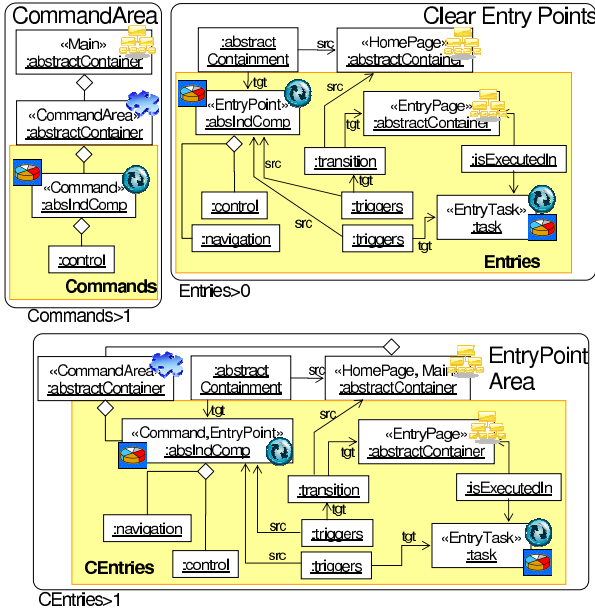 CommandArea
«Main»
:abstractContainer
«CommandArea»
:abstractContainer
«Command»
:absIndComp
:control
Commands
Commands>1
Clear Entry Points
:abstract
Containment
src
«HomePage»
:abstractContainer
tgt
«EntryPoint»
:absIndComp
src
«EntryPage»
:abstractContainer
tgt
:transition
:isExecutedIn
tgt
src
:control
:triggers
«EntryTask»
:task
:navigation
src
:triggers
tgt
Entries
Entries>0
EntryPoint
Area
«CommandArea»
:abstractContainer
:abstract
Containment
src
«HomePage, Main»
:abstractContainer
tgt
src
«Command,EntryPoint»
:absIndComp
«EntryPage»
:abstractContainer
tgt
:transition
:isExecutedIn
tgt
:navigation
src
:triggers
«EntryTask»
:task
src
:control
:triggers
tgt
CEntries
CEntries>1